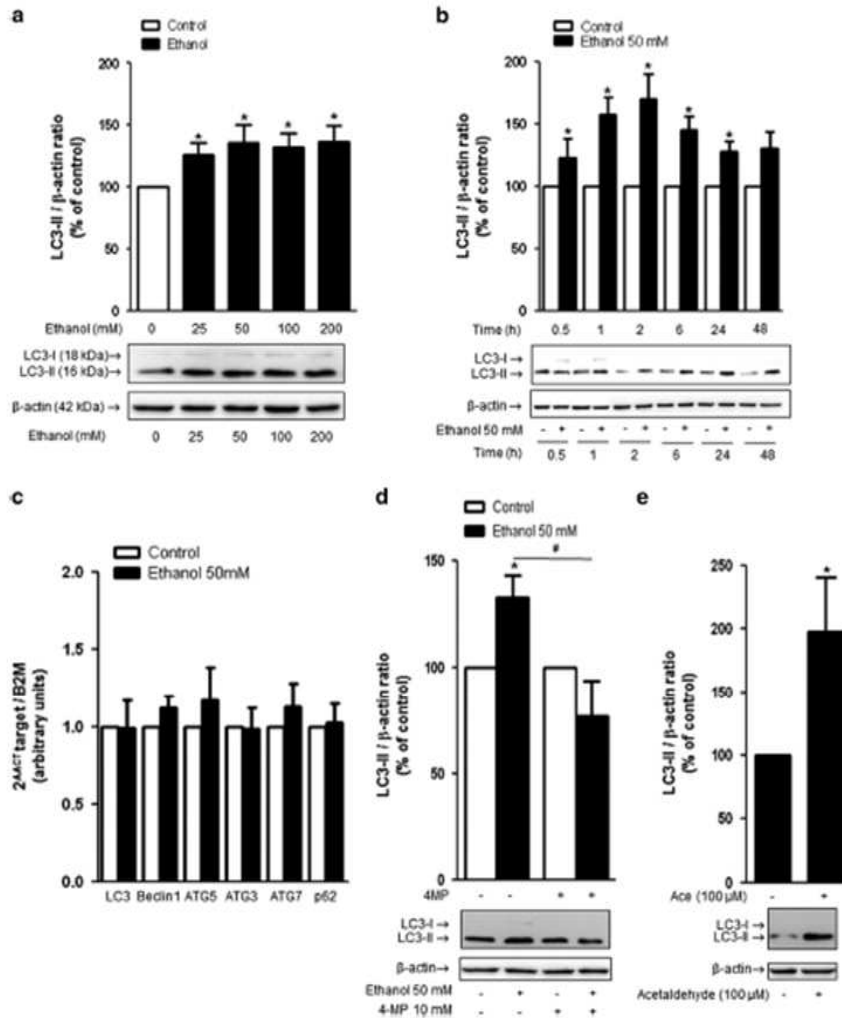 a
Control
Ethanol
LC3-II / β-actin ratio
(% of control)
200
150
100
50
0
* * * *
Ethanol (mM) 0 25 50 100 200
LC3-I (18 kDa)→
LC3-II (16 kDa)→
β-actin (42 kDa)→
Ethanol (mM) 0 25 50 100 200
b
Control
Ethanol 50 mM
LC3-II / β-actin ratio
(% of control)
200
150
100
50
0
* * * * *
Time (h) 0.5 1 2 6 24 48
LC3-I→
LC3-II→
β-actin→
- + - + - + - + - + - +
Ethanol 50 mM
Time (h) 0.5 1 2 6 24 48
c
Control
Ethanol 50mM
2^ΔΔCT target / B2M
(arbitrary units)
2.0
1.5
1.0
0.5
0.0
LC3 Beclin1 ATG5 ATG3 ATG7 p62
d
Control
Ethanol 50 mM
LC3-II / β-actin ratio
(% of control)
150
100
50
0
* #
4MP - - + +
LC3-I →
LC3-II →
β-actin→
Ethanol 50 mM - + - +
4-MP 10 mM - - + +
e
LC3-II / β-actin ratio
(% of control)
250
200
150
100
50
0
*
Ace (100 µM) - +
LC3-I →
LC3-II →
β-actin→
Acetaldehyde (100 µM) - +